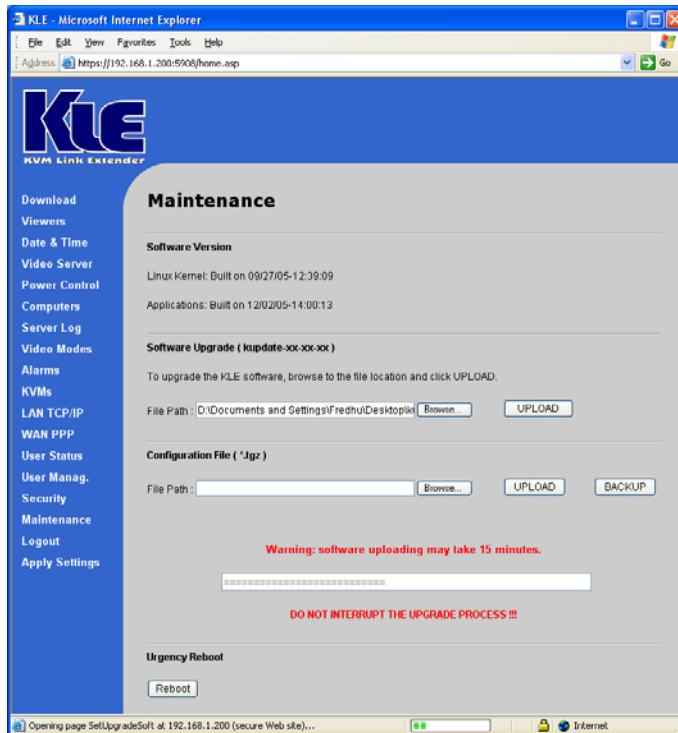 KLE - Microsoft Internet Explorer
File Edit View Favorites Tools Help
Address https://192.168.1.200:5908/home.asp Go
KLE
KVM Link Extender
Download
Viewers
Date & Time
Video Server
Power Control
Computers
Server Log
Video Modes
Alarms
KVMs
LAN TCP/IP
WAN PPP
User Status
User Manag.
Security
Maintenance
Logout
Apply Settings
Maintenance
Software Version
Linux Kernel: Built on 09/27/05-12:39:09
Applications: Built on 12/02/05-14:00:13
Software Upgrade ( kupdate-xx-xx-xx )
To upgrade the KLE software, browse to the file location and click UPLOAD.
File Path : D:\Documents and Settings\Fredhu\Desktop\k Browse... UPLOAD
Configuration File ( *.tgz )
File Path : Browse... UPLOAD BACKUP
Warning: software uploading may take 15 minutes.
===========================
DO NOT INTERRUPT THE UPGRADE PROCESS !!!
Urgency Reboot
Reboot
Opening page SetUpgradeSoft at 192.168.1.200 (secure Web site)... Internet